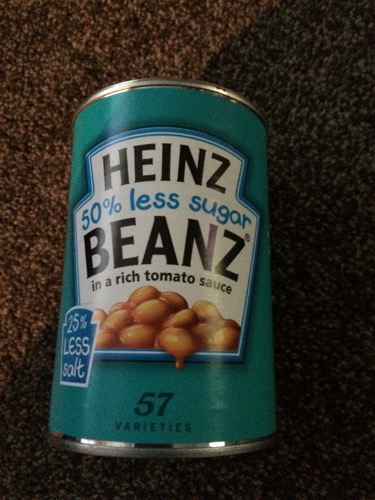 HEINZ
50% less sugar
BEANZ®
in a rich tomato sauce
25%
LESS
salt
57
VARIETIES